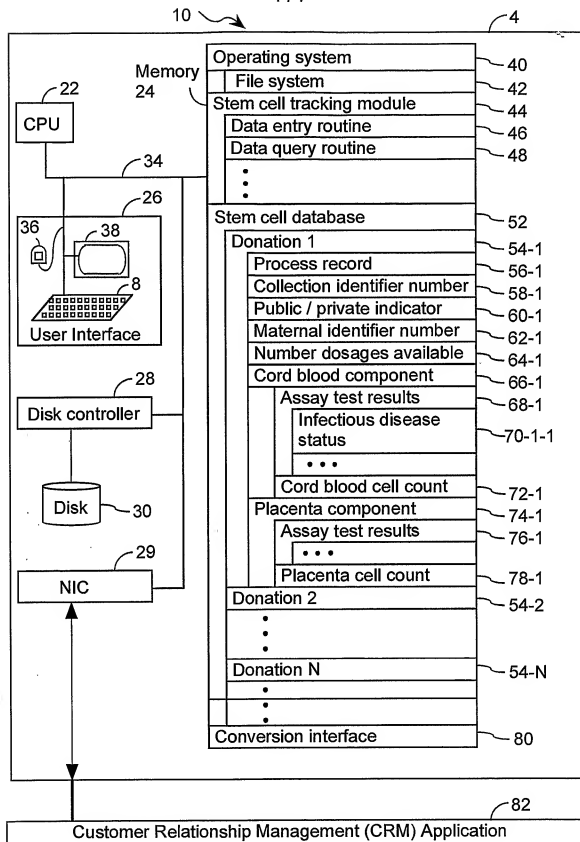 10
4
Operating system
40
File system
42
Memory
24
Stem cell tracking module
44
22
CPU
Data entry routine
46
Data query routine
48
34
26
36
38
8
User Interface
Stem cell database
52
Donation 1
54-1
Process record
56-1
Collection identifier number
58-1
Public / private indicator
60-1
Maternal identifier number
62-1
Number dosages available
64-1
Cord blood component
66-1
Assay test results
68-1
Infectious disease
status
70-1-1
Cord blood cell count
72-1
Placenta component
74-1
Assay test results
76-1
Placenta cell count
78-1
28
Disk controller
Disk
30
29
NIC
Donation 2
54-2
Donation N
54-N
Conversion interface
80
82
Customer Relationship Management (CRM) Application